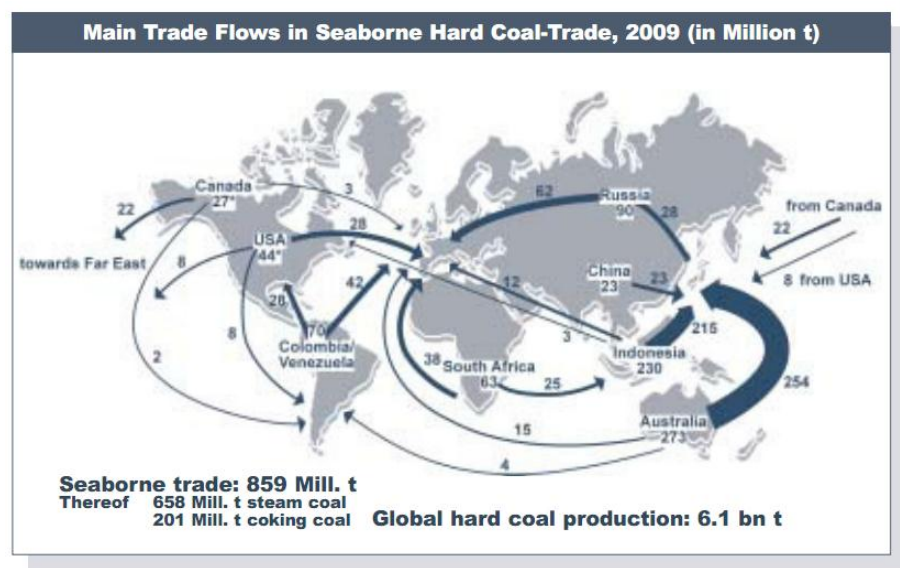 Main Trade Flows in Seaborne Hard Coal-Trade, 2009 (in Million t)
Canada
27*
3
22
28
62
Russia
90
28
from Canada
22
USA
44*
towards Far East
8
8 from USA
China
23
23
12
42
28
70
Colombia/
Venezuela
8
3
215
Indonesia
230
2
38
South Africa
63
25
254
Australia
273
15
4
Seaborne trade: 859 Mill. t
Thereof 658 Mill. t steam coal
201 Mill. t coking coal
Global hard coal production: 6.1 bn t